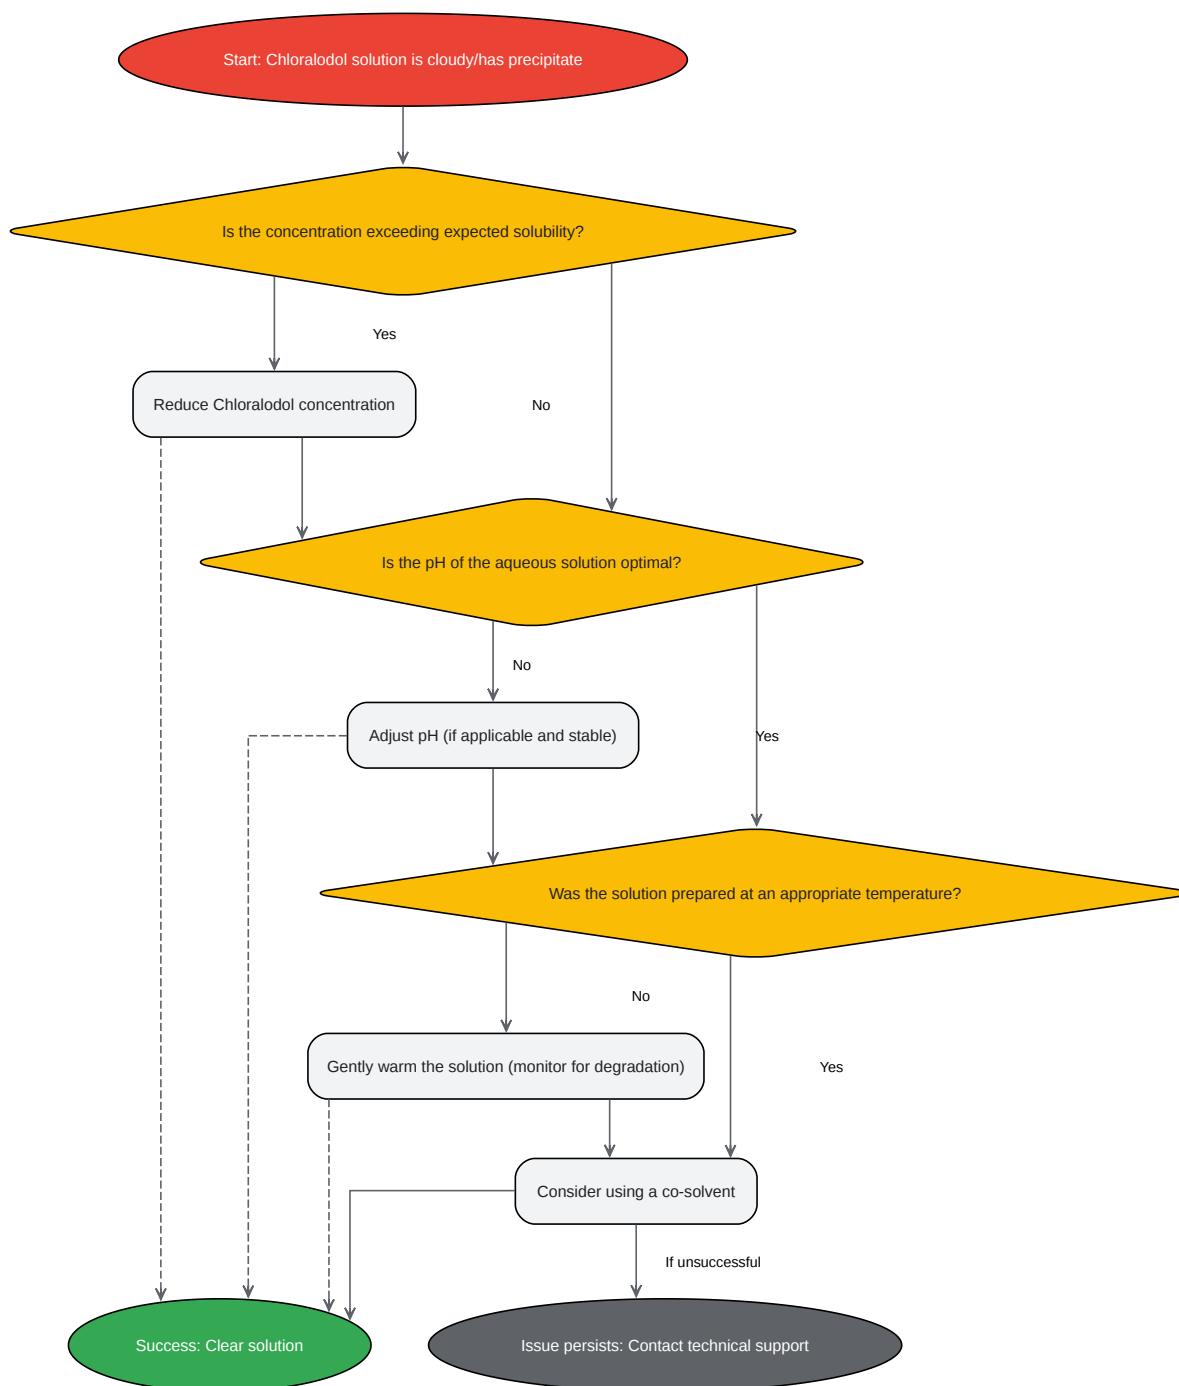 Start: Chloralodol solution is cloudy/has precipitate
Is the concentration exceeding expected solubility?
Yes
Reduce Chloralodol concentration
No
Is the pH of the aqueous solution optimal?
No
Adjust pH (if applicable and stable)
Yes
Was the solution prepared at an appropriate temperature?
No
Gently warm the solution (monitor for degradation)
Yes
Consider using a co-solvent
If unsuccessful
Success: Clear solution
Issue persists: Contact technical support